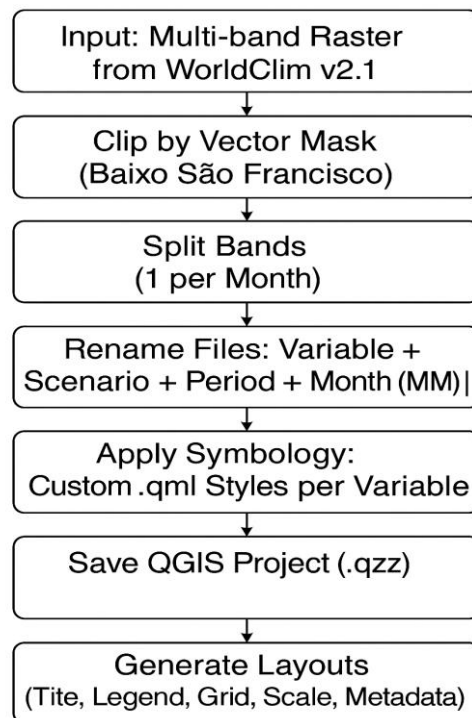 Input: Multi-band Raster
from WorldClim v2.1
Clip by Vector Mask
(Baixo São Francisco)
Split Bands
(1 per Month)
Rename Files: Variable +
Scenario + Period + Month (MM)|
Apply Symbology:
Custom .qml Styles per Variable
Save QGIS Project (.qzz)
Generate Layouts
(Tite, Legend, Grid, Scale, Metadata)